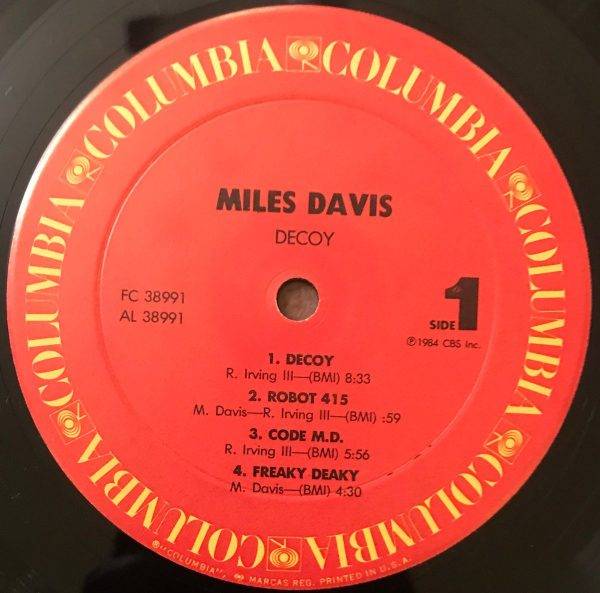 COLUMBIA COLUMBIA COLUMBIA COLUMBIA COLUMBIA COLUMBIA
MILES DAVIS
DECOY
FC 38991
AL 38991
SIDE 1
℗ 1984 CBS Inc.
1. DECOY
R. Irving III—(BMI) 8:33
2. ROBOT 415
M. Davis—R. Irving III—(BMI) :59
3. CODE M.D.
R. Irving III—(BMI) 5:56
4. FREAKY DEAKY
M. Davis—(BMI) 4:30
®"COLUMBIA", MARCAS REG. PRINTED IN U.S.A.